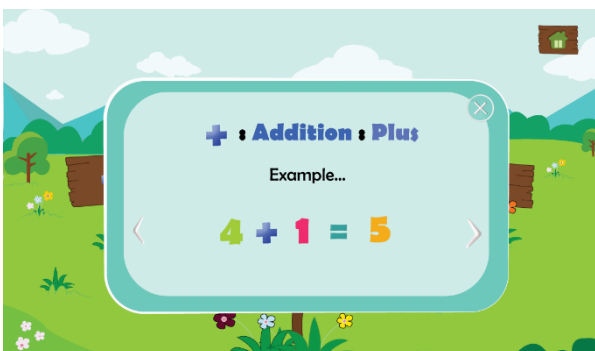 + : Addition : Plus
Example...
4 + 1 = 5